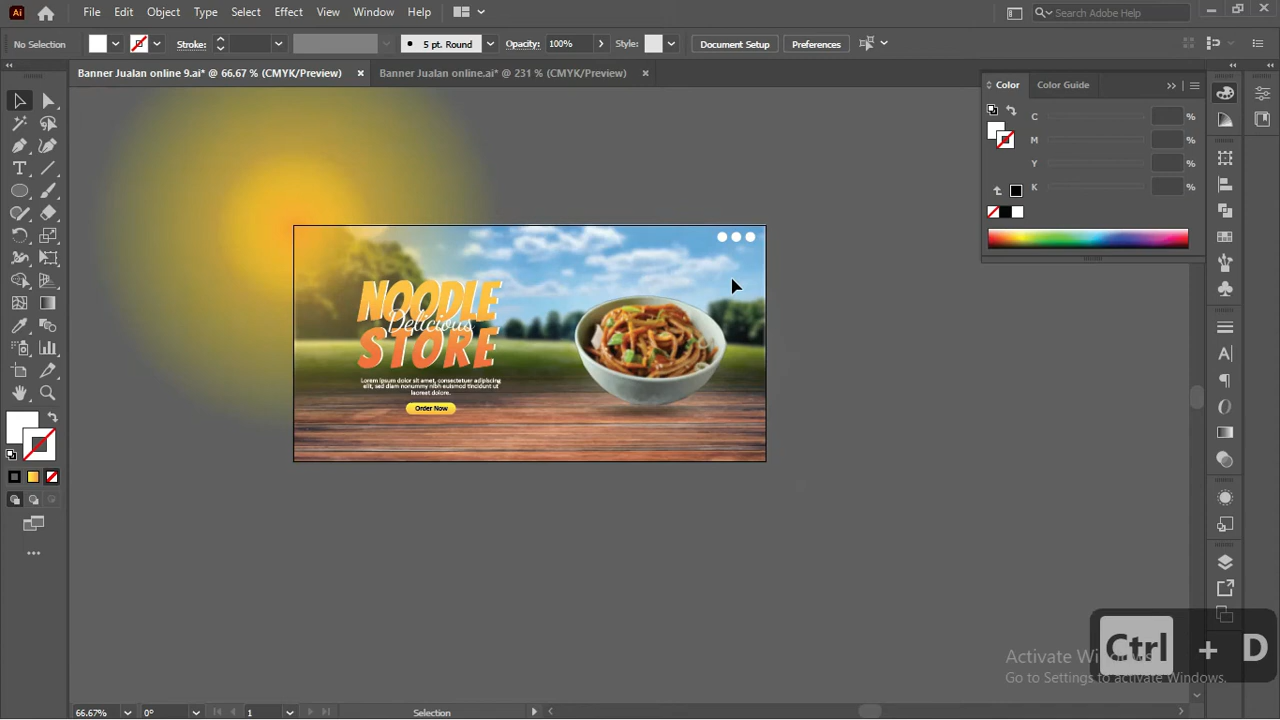 Ai File Edit Object Type Select Effect View Window Help Search Adobe Help
No Selection Stroke: 5 pt. Round Opacity: 100% Style: Document Setup Preferences
Banner Jualan online 9.ai* @ 66.67 % (CMYK/Preview) Banner Jualan online.ai* @ 231 % (CMYK/Preview)
Color Color Guide
C %
M %
Y %
K %
NOODLE
Delicious
STORE
Lorem ipsum dolor sit amet, consectetuer adipiscing
elit, sed diam nonummy nibh euismod tincidunt ut
laoreet dolore.
Order Now
Ctrl + D
Activate Windows
Go to Settings to activate Windows.
66.67% 0° 1 Selection